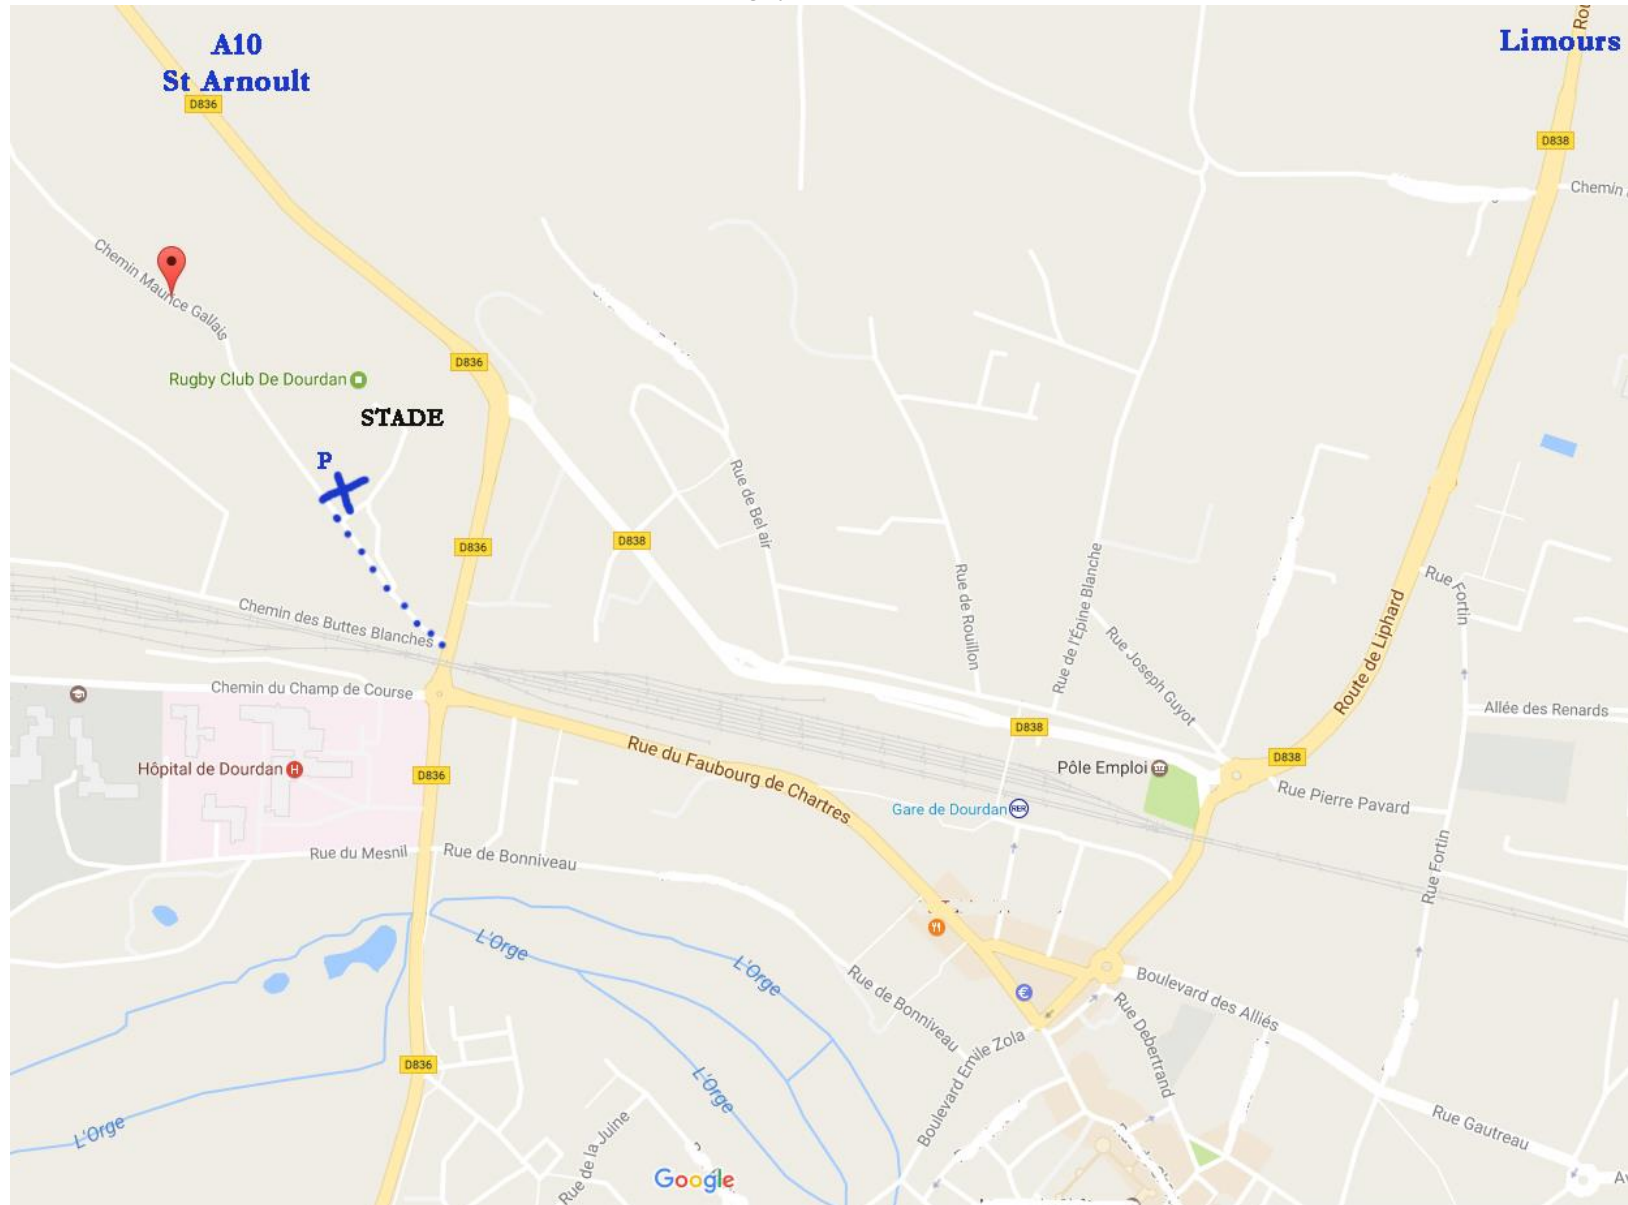 A10
St Arnoult
Limours
D836
D838
Chemin
Chemin Maurice Gallais
D836
Rugby Club De Dourdan
STADE
P
Rue de Bel air
D836
D838
Rue de Rouillon
Rue de l'Épine Blanche
Rue Joseph Guyot
Route de Liphard
Rue Fortin
Chemin des Buttes Blanches
Chemin du Champ de Course
Allée des Renards
D838
D838
Rue du Faubourg de Chartres
Hôpital de Dourdan
H
D836
Pôle Emploi
Gare de Dourdan
RER
Rue Pierre Pavard
Rue du Mesnil
Rue de Bonniveau
Rue Fortin
L'Orge
L'Orge
Rue de Bonniveau
€
Boulevard des Alliés
Rue Debertrand
Boulevard Emile Zola
D836
L'Orge
L'Orge
Rue de la Juine
Rue Gautreau
Google